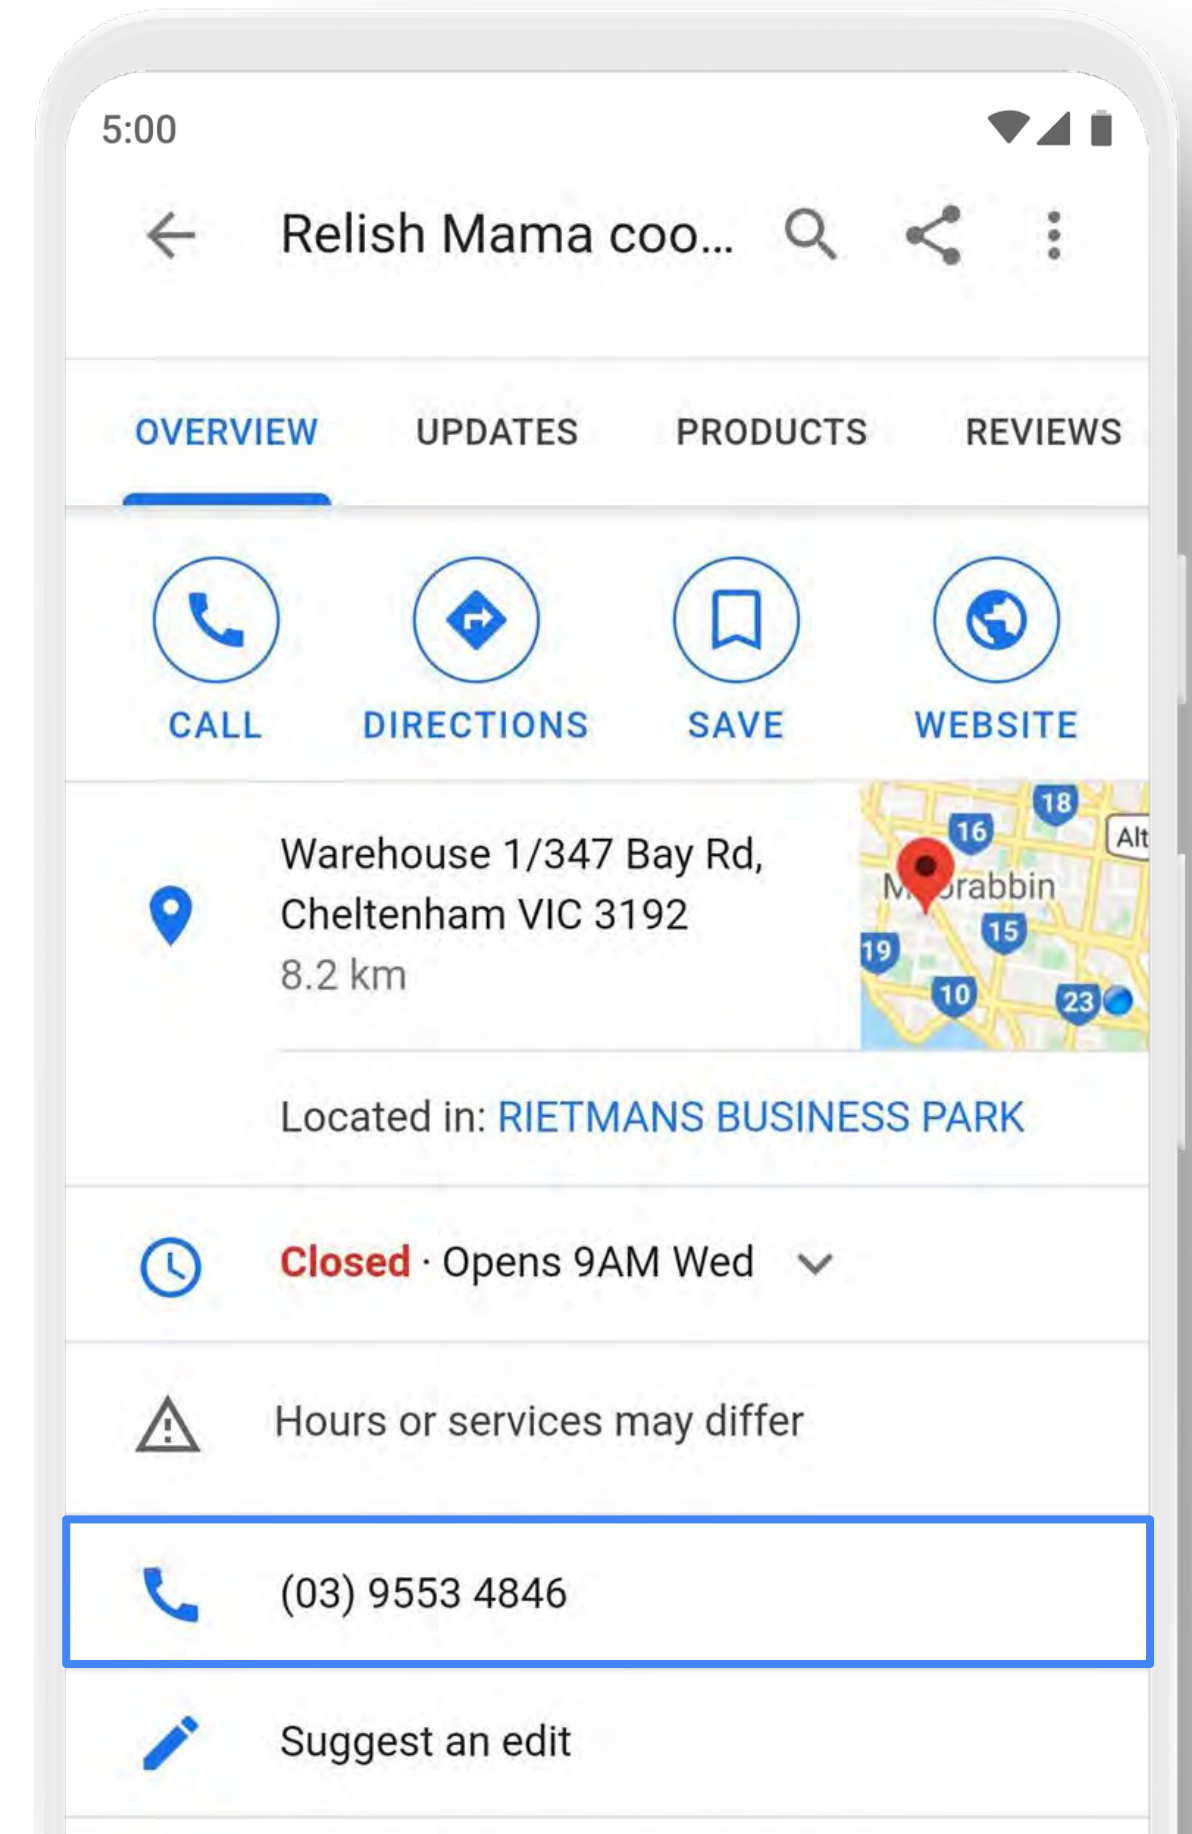 5:00
Relish Mama coo...
OVERVIEW UPDATES PRODUCTS REVIEWS
CALL DIRECTIONS SAVE WEBSITE
Warehouse 1/347 Bay Rd,
Cheltenham VIC 3192
8.2 km
18
16
Alt
15
19
10
23
Located in: RIETMANS BUSINESS PARK
Closed · Opens 9AM Wed
Hours or services may differ
(03) 9553 4846
Suggest an edit